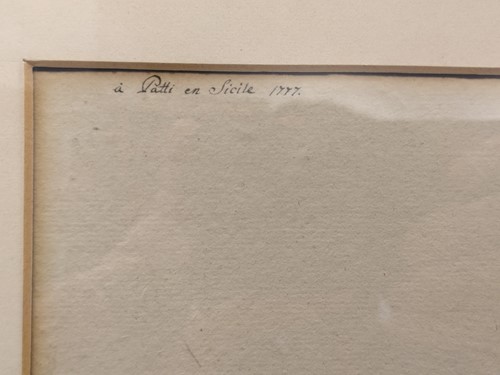 à Patti en Sicile 1777.